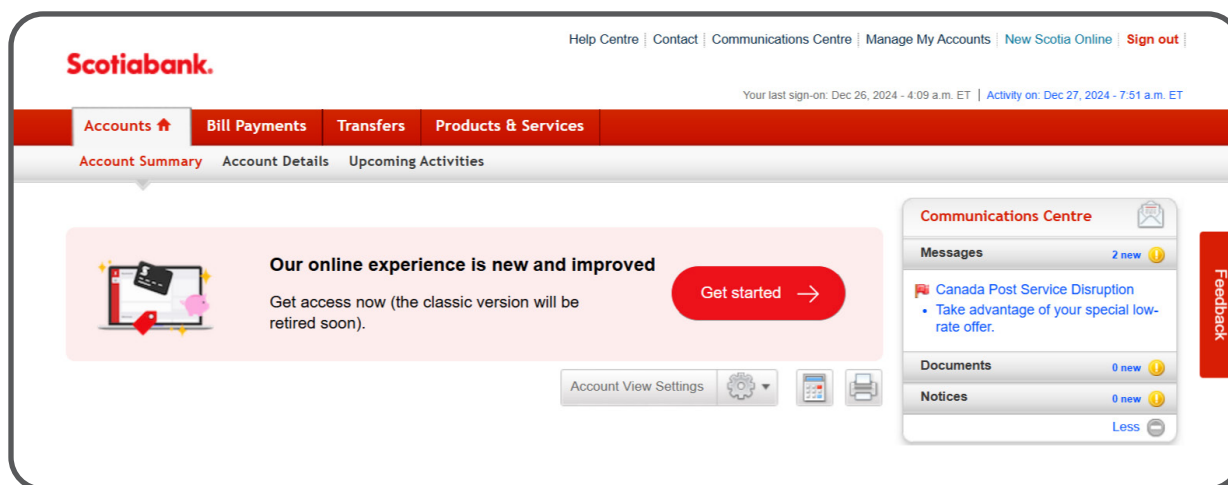 Help Centre Contact Communications Centre Manage My Accounts New Scotia Online Sign out
Scotiabank.
Your last sign-on: Dec 26, 2024 - 4:09 a.m. ET | Activity on: Dec 27, 2024 - 7:51 a.m. ET
Accounts Bill Payments Transfers Products & Services
Account Summary Account Details Upcoming Activities
Our online experience is new and improved
Get access now (the classic version will be
retired soon).
Get started
Account View Settings
Communications Centre
Messages 2 new
Canada Post Service Disruption
• Take advantage of your special low-
rate offer.
Documents 0 new
Notices 0 new
Less
Feedback